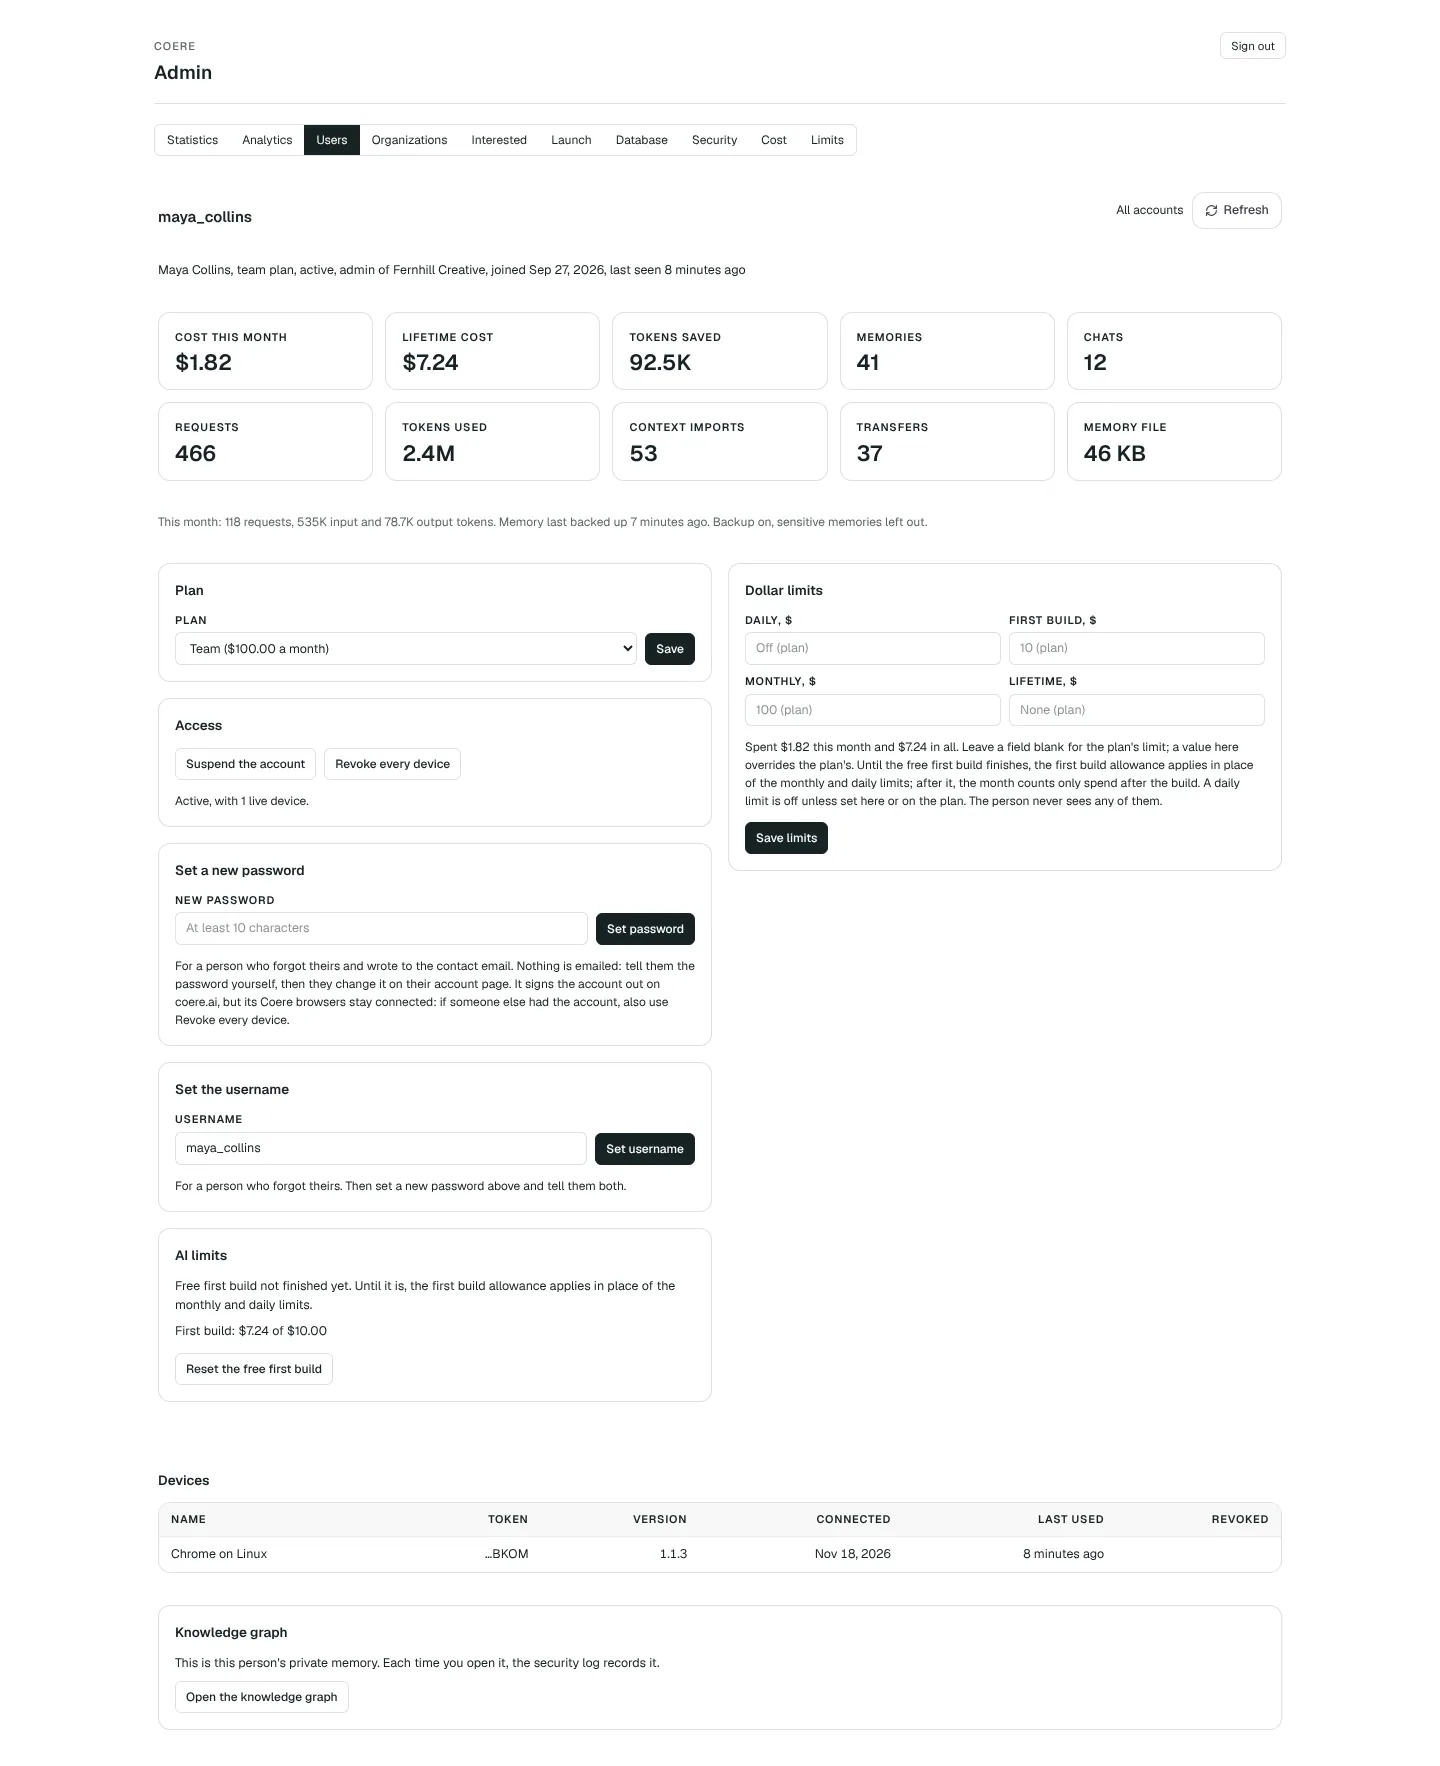 COERE
Admin
Sign out
Statistics Analytics Users Organizations Interested Launch Database Security Cost Limits
maya_collins
All accounts Refresh
Maya Collins, team plan, active, admin of Fernhill Creative, joined Sep 27, 2026, last seen 8 minutes ago
COST THIS MONTH LIFETIME COST TOKENS SAVED MEMORIES CHATS
$1.82 $7.24 92.5K 41 12
REQUESTS TOKENS USED CONTEXT IMPORTS TRANSFERS MEMORY FILE
466 2.4M 53 37 46 KB
This month: 118 requests, 535K input and 78.7K output tokens. Memory last backed up 7 minutes ago. Backup on, sensitive memories left out.
Plan
PLAN
Team ($100.00 a month) Save
Access
Suspend the account Revoke every device
Active, with 1 live device.
Set a new password
NEW PASSWORD
At least 10 characters Set password
For a person who forgot theirs and wrote to the contact email. Nothing is emailed: tell them the
password yourself, then they change it on their account page. It signs the account out on
coere.ai, but its Coere browsers stay connected: if someone else had the account, also use
Revoke every device.
Set the username
USERNAME
maya_collins Set username
For a person who forgot theirs. Then set a new password above and tell them both.
AI limits
Free first build not finished yet. Until it is, the first build allowance applies in place of the
monthly and daily limits.
First build: $7.24 of $10.00
Reset the free first build
Dollar limits
DAILY, $ FIRST BUILD, $
Off (plan) 10 (plan)
MONTHLY, $ LIFETIME, $
100 (plan) None (plan)
Spent $1.82 this month and $7.24 in all. Leave a field blank for the plan's limit; a value here
overrides the plan's. Until the free first build finishes, the first build allowance applies in place
of the monthly and daily limits; after it, the month counts only spend after the build. A daily
limit is off unless set here or on the plan. The person never sees any of them.
Save limits
Devices
NAME TOKEN VERSION CONNECTED LAST USED REVOKED
Chrome on Linux …BKOM 1.1.3 Nov 18, 2026 8 minutes ago
Knowledge graph
This is this person's private memory. Each time you open it, the security log records it.
Open the knowledge graph